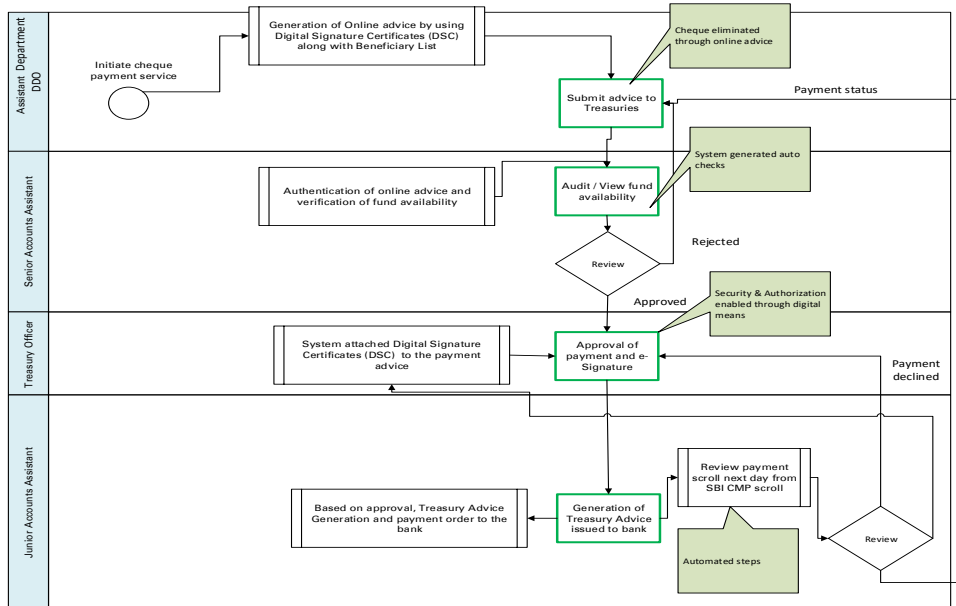 Assistant Department
DDO
Initiate cheque
payment service
Generation of Online advice by using
Digital Signature Certificates (DSC)
along with Beneficiary List
Cheque eliminated
through online advice
Submit advice to
Treasuries
Payment status
Senior Accounts Assistant
Authentication of online advice and
verification of fund availability
Audit / View fund
availability
System generated auto
checks
Review
Rejected
Approved
Security & Authorization
enabled through digital
means
Treasury Officer
System attached Digital Signature
Certificates (DSC) to the payment
advice
Approval of
payment and e-
Signature
Payment
declined
Junior Accounts Assistant
Based on approval, Treasury Advice
Generation and payment order to the
bank
Generation of
Treasury Advice
issued to bank
Review payment
scroll next day from
SBI CMP scroll
Automated steps
Review